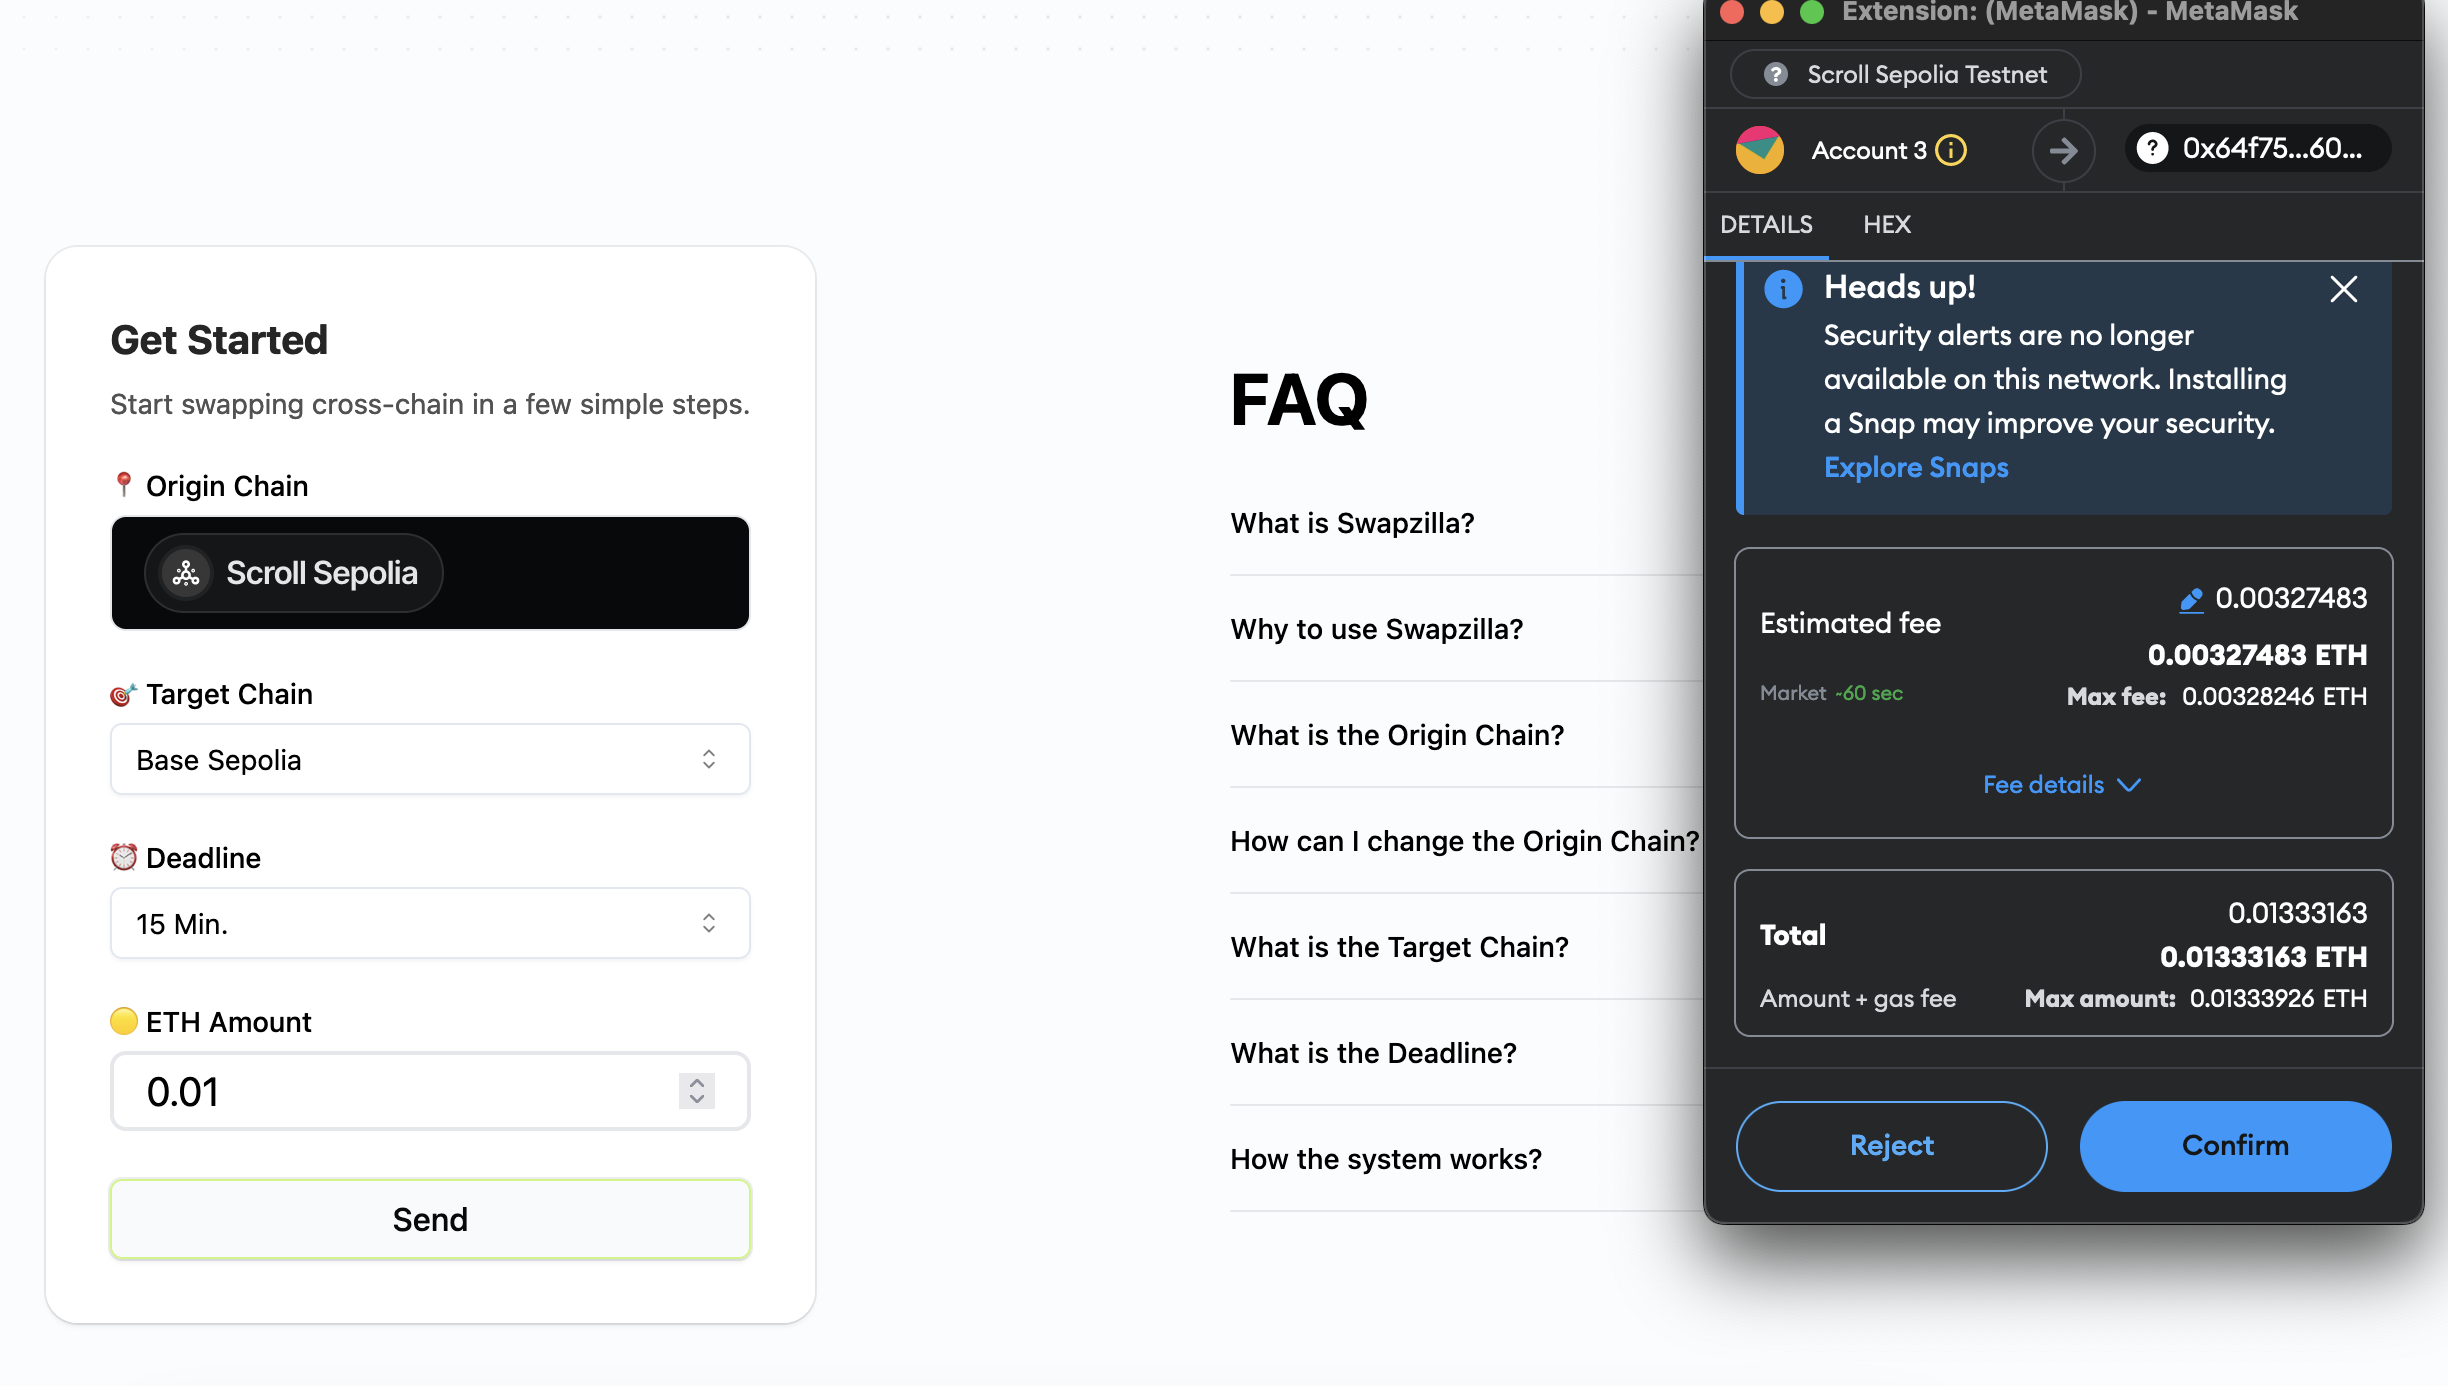 Get Started
Start swapping cross-chain in a few simple steps.
📍 Origin Chain
Scroll Sepolia
🎯 Target Chain
Base Sepolia
⏰ Deadline
15 Min.
🟡 ETH Amount
0.01
Send
FAQ
What is Swapzilla?
Why to use Swapzilla?
What is the Origin Chain?
How can I change the Origin Chain?
What is the Target Chain?
What is the Deadline?
How the system works?
Extension: (MetaMask) - MetaMask
Scroll Sepolia Testnet
Account 3
0x64f75...60...
DETAILS HEX
Heads up!
Security alerts are no longer
available on this network. Installing
a Snap may improve your security.
Explore Snaps
0.00327483
Estimated fee
0.00327483 ETH
Market ~60 sec Max fee: 0.00328246 ETH
Fee details
0.01333163
Total
0.01333163 ETH
Amount + gas fee Max amount: 0.01333926 ETH
Reject Confirm